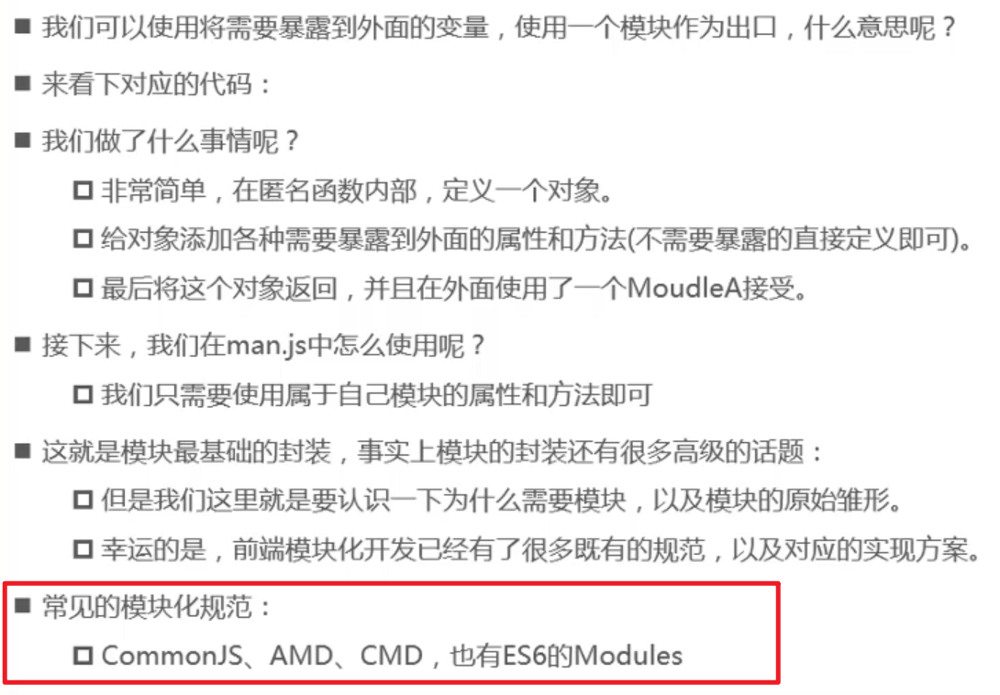 ■ 我们可以使用将需要暴露到外面的变量，使用一个模块作为出口，什么意思呢？
■ 来看下对应的代码：
■ 我们做了什么事情呢？
□ 非常简单，在匿名函数内部，定义一个对象。
□ 给对象添加各种需要暴露到外面的属性和方法(不需要暴露的直接定义即可)。
□ 最后将这个对象返回，并且在外面使用了一个MoudleA接受。
■ 接下来，我们在man.js中怎么使用呢？
□ 我们只需要使用属于自己模块的属性和方法即可
■ 这就是模块最基础的封装，事实上模块的封装还有很多高级的话题：
□ 但是我们这里就是要认识一下为什么需要模块，以及模块的原始雏形。
□ 幸运的是，前端模块化开发已经有了很多既有的规范，以及对应的实现方案。
■ 常见的模块化规范：
□ CommonJS、AMD、CMD，也有ES6的Modules